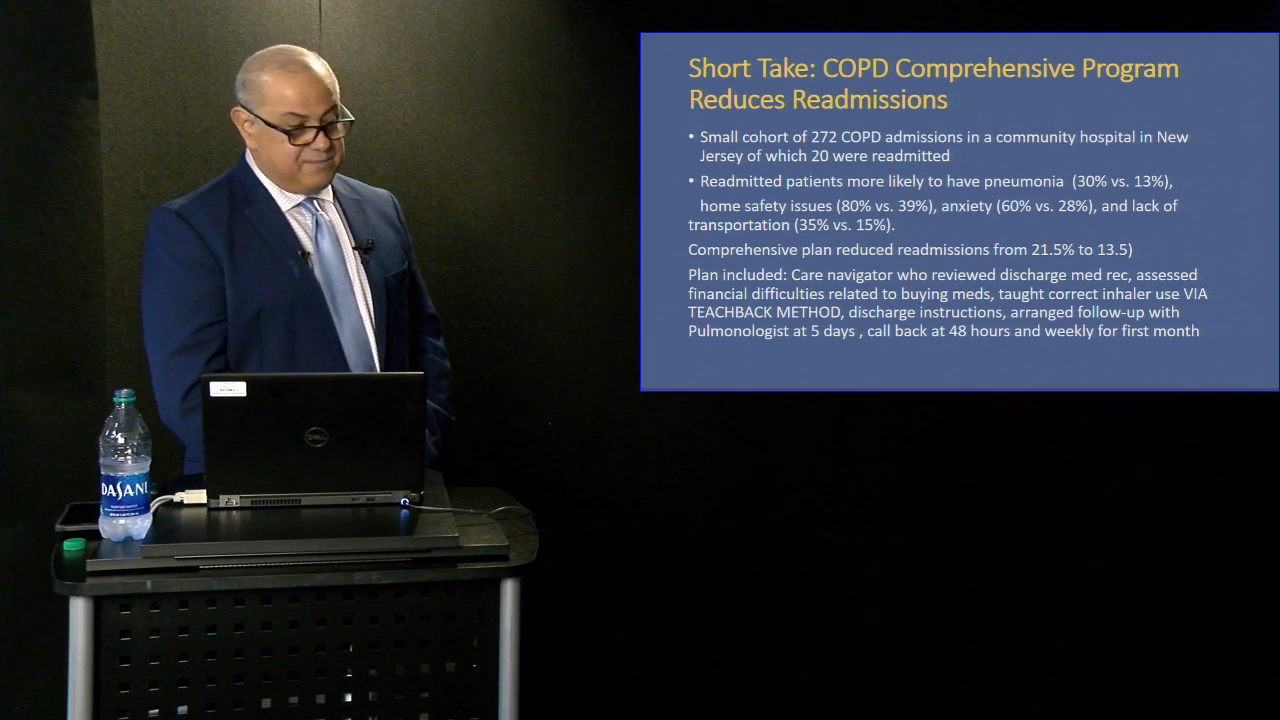 Short Take: COPD Comprehensive Program
Reduces Readmissions
• Small cohort of 272 COPD admissions in a community hospital in New
Jersey of which 20 were readmitted
• Readmitted patients more likely to have pneumonia (30% vs. 13%),
home safety issues (80% vs. 39%), anxiety (60% vs. 28%), and lack of
transportation (35% vs. 15%).
Comprehensive plan reduced readmissions from 21.5% to 13.5)
Plan included: Care navigator who reviewed discharge med rec, assessed
financial difficulties related to buying meds, taught correct inhaler use VIA
TEACHBACK METHOD, discharge instructions, arranged follow-up with
Pulmonologist at 5 days , call back at 48 hours and weekly for first month
DELL
DASANI